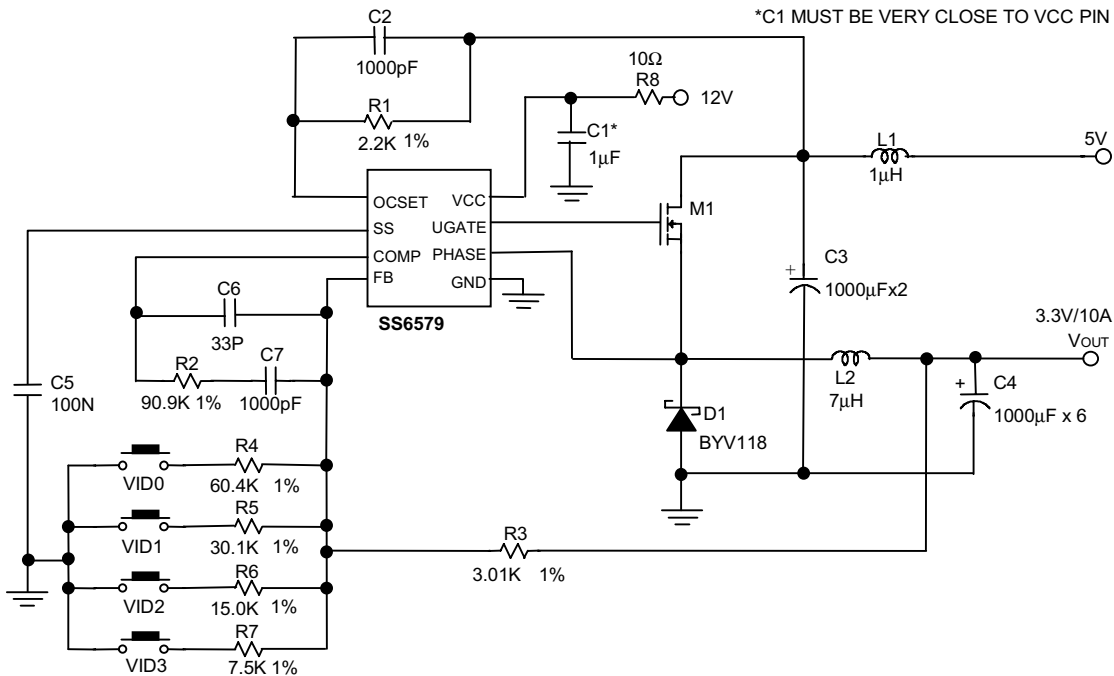 *C1 MUST BE VERY CLOSE TO VCC PIN
C2
1000pF
R1
2.2K 1%
10Ω
R8
12V
C1*
1μF
L1
1μH
5V
OCSET
SS
COMP
FB
VCC
UGATE
PHASE
GND
SS6579
M1
+
C3
1000μFx2
C6
33P
R2
90.9K 1%
C7
1000pF
C5
100N
3.3V/10A
VOUT
L2
7μH
+
C4
1000μF x 6
D1
BYV118
VID0
R4
60.4K 1%
VID1
R5
30.1K 1%
VID2
R6
15.0K 1%
VID3
R7
7.5K 1%
R3
3.01K 1%